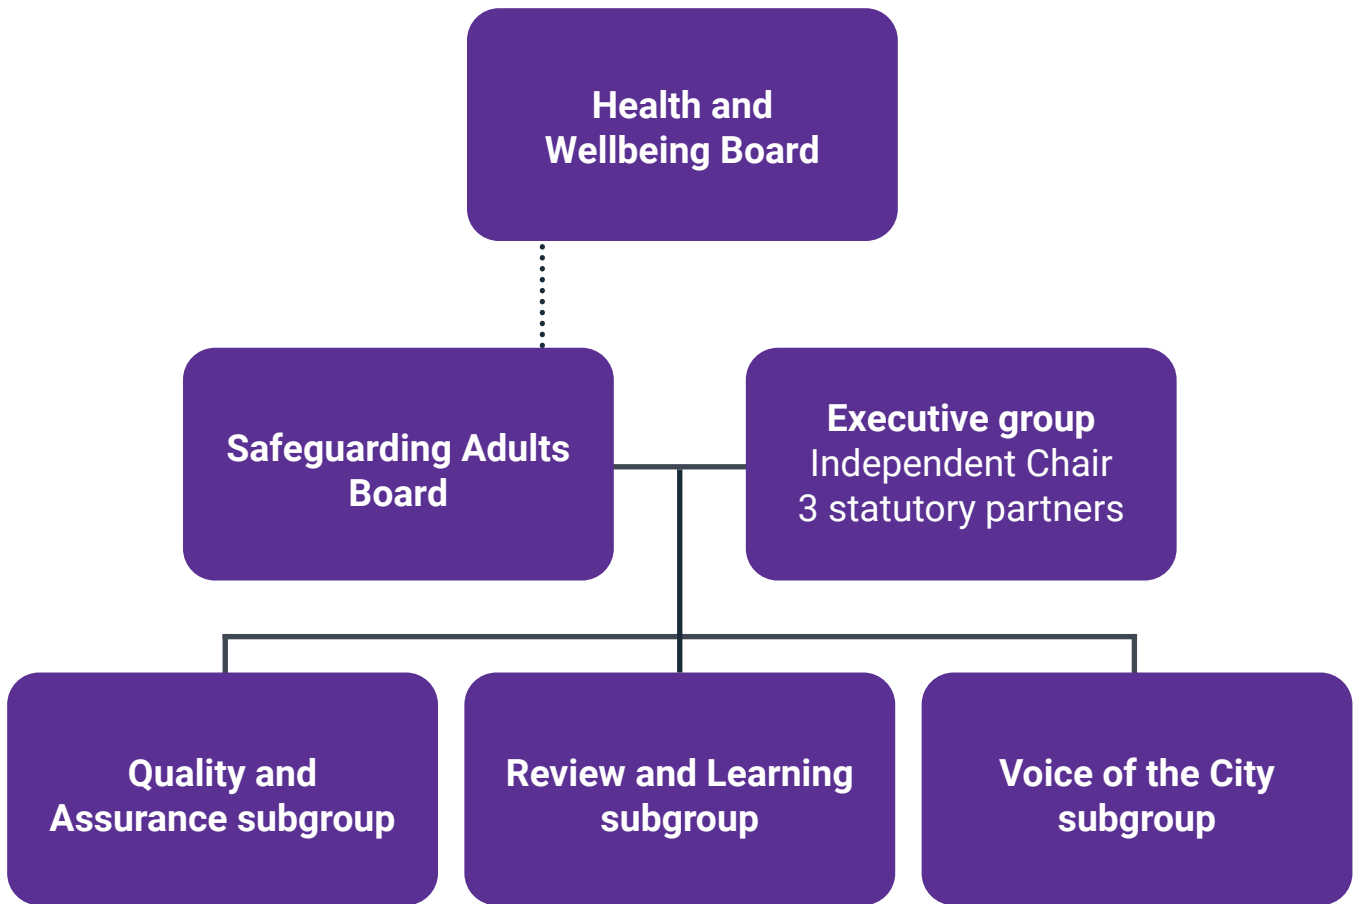 Health and
Wellbeing Board
Safeguarding Adults
Board
Executive group
Independent Chair
3 statutory partners
Quality and
Assurance subgroup
Review and Learning
subgroup
Voice of the City
subgroup